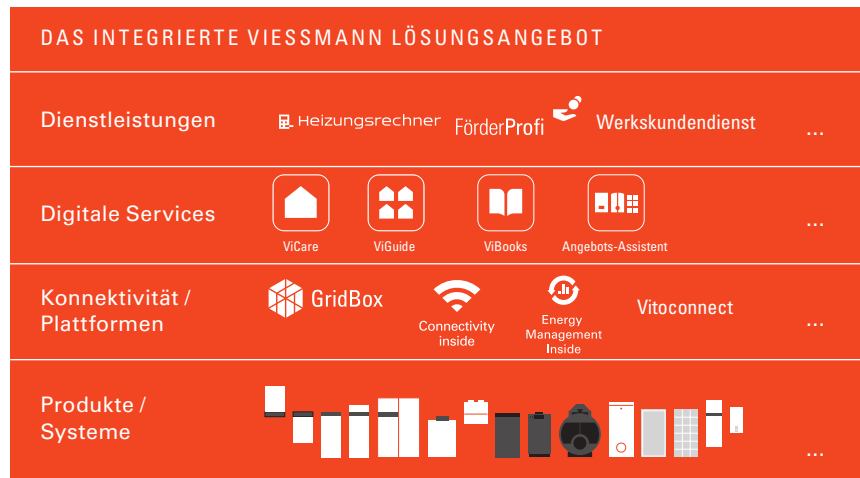 DAS INTEGRIERTE VIESSMANN LÖSUNGSANGEBOT
Dienstleistungen
Heizungsrechner
FörderProfi
Werkskundendienst
...
Digitale Services
ViCare
ViGuide
ViBooks
Angebots-Assistent
...
Konnektivität /
Plattformen
GridBox
Connectivity
inside
Energy
Management
Inside
Vitoconnect
...
Produkte /
Systeme
...